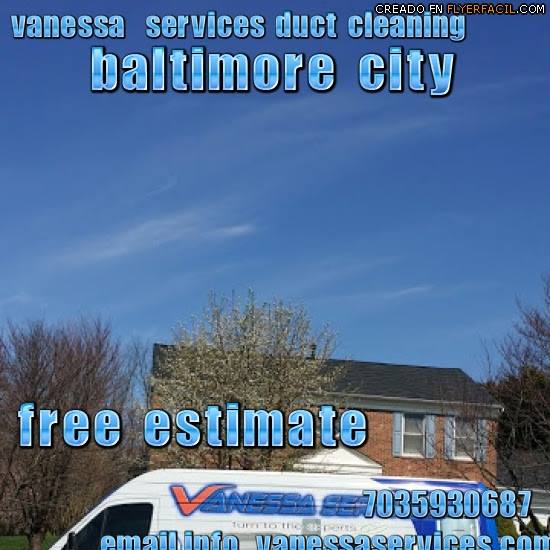 CREADO EN FLYERFACIL.COM
vanessa services duct cleaning
baltimore city
free estimate
VANESSA SE
7035930687
turn to the experts
email info vanessaservices.com